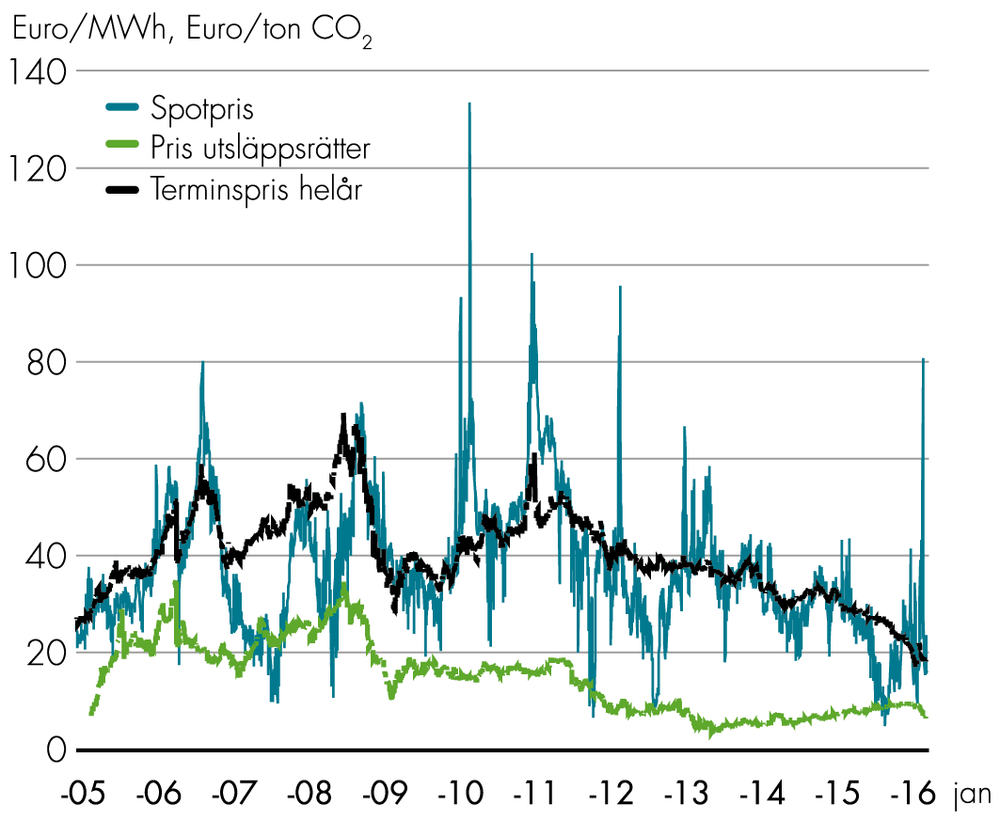 Euro/MWh, Euro/ton CO₂
140
Spotpris
Pris utsläppsrätter
120
Terminspris helår
100
80
60
40
20
0
-05 -06 -07 -08 -09 -10 -11 -12 -13 -14 -15 -16 jan